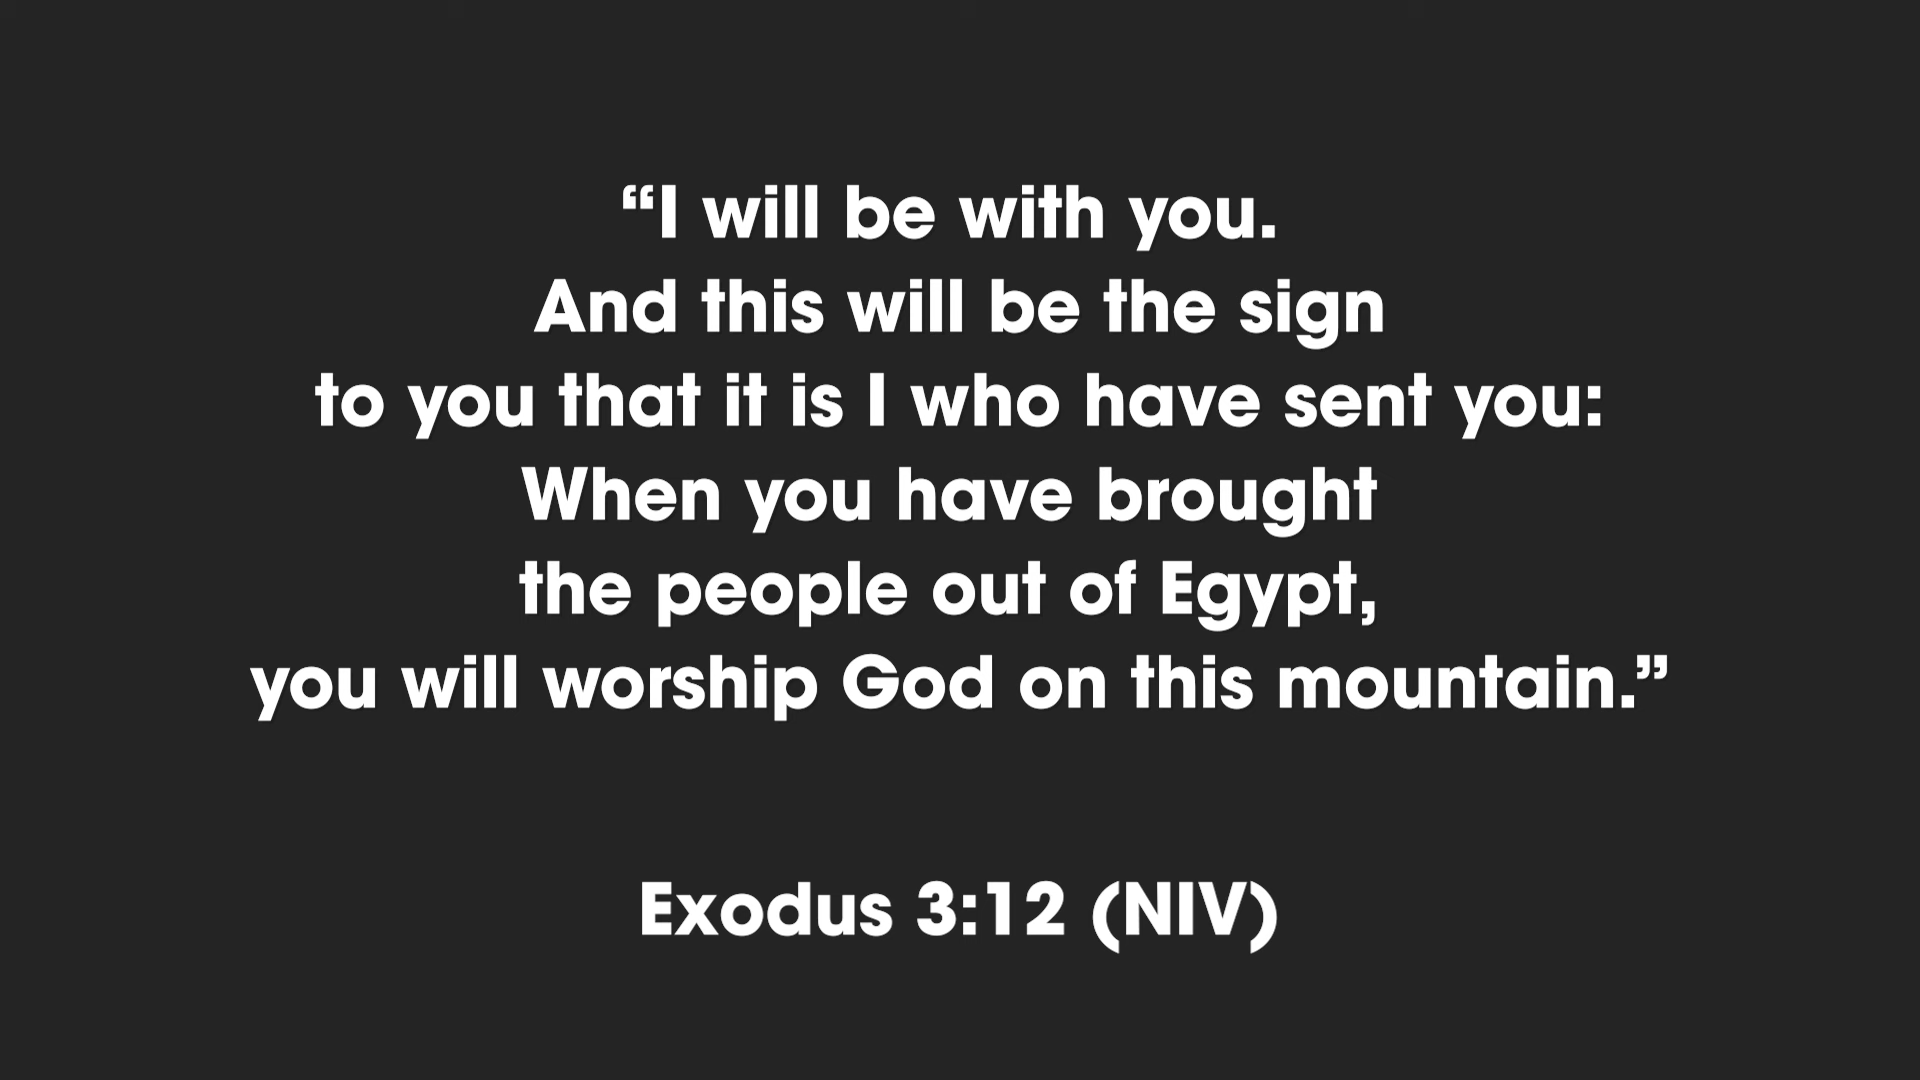 “I will be with you.
And this will be the sign
to you that it is I who have sent you:
When you have brought
the people out of Egypt,
you will worship God on this mountain.”
Exodus 3:12 (NIV)